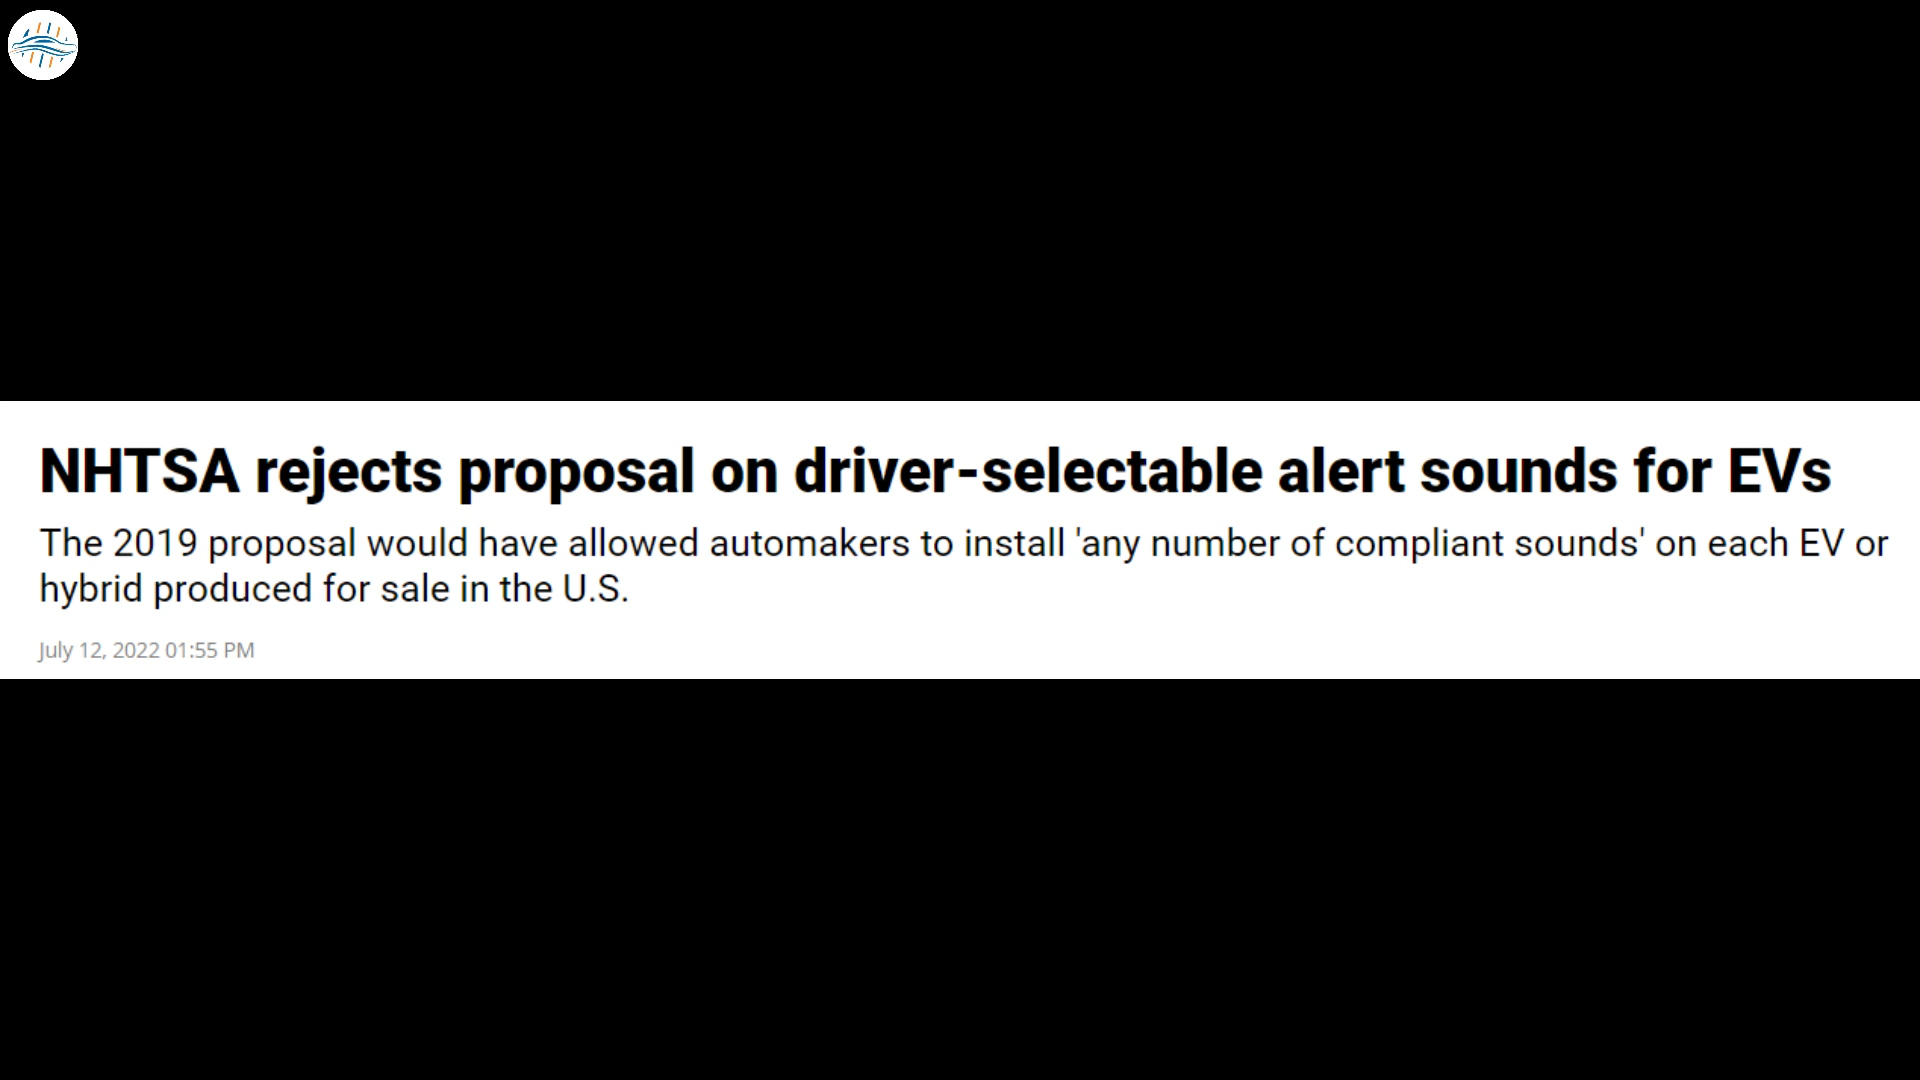 NHTSA rejects proposal on driver-selectable alert sounds for EVs
The 2019 proposal would have allowed automakers to install 'any number of compliant sounds' on each EV or
hybrid produced for sale in the U.S.
July 12, 2022 01:55 PM